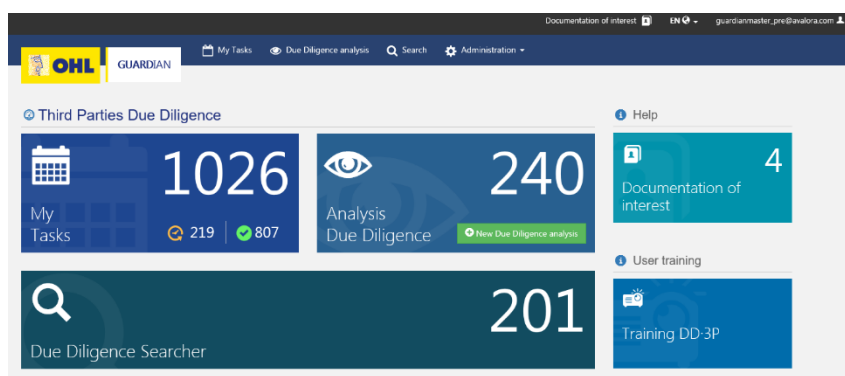 Documentation of interest EN guardianmaster_pre@avalora.com
OHL GUARDIAN My Tasks Due Diligence analysis Search Administration
Third Parties Due Diligence
1026
My
Tasks
219 807
240
Analysis
Due Diligence
New Due Diligence analysis
201
Due Diligence Searcher
Help
4
Documentation of
interest
User training
Training DD-3P